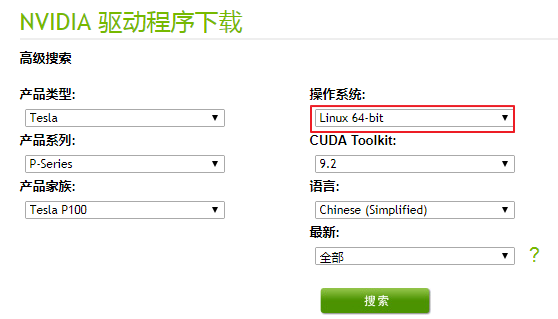 NVIDIA 驱动程序下载
高级搜索
产品类型:
Tesla
产品系列:
P-Series
产品家族:
Tesla P100
操作系统:
Linux 64-bit
CUDA Toolkit:
9.2
语言:
Chinese (Simplified)
最新:
全部
?
搜索